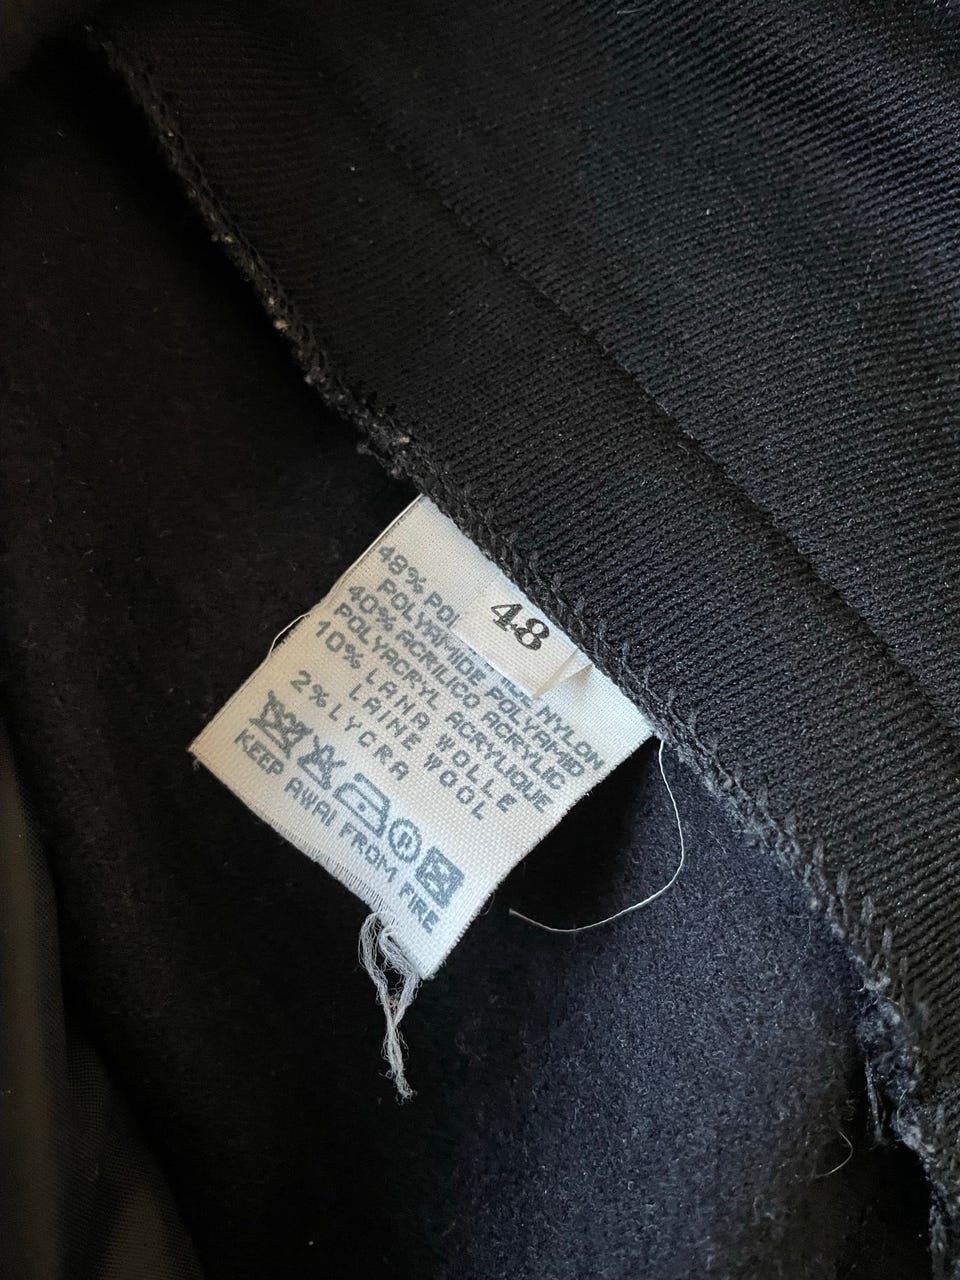 48
48% POL
POLYAMIDE POLYAMID NYLON
40% ACRILICO ACRYLIC
POLYACRYL ACRYLIQUE
10% LANA WOLLE
LAINE WOOL
2% LYCRA
P
KEEP AWAI FROM FIRE